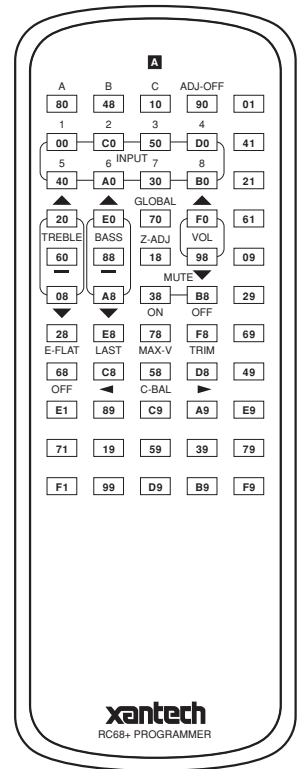 A
A B C ADJ-OFF
80 48 10 90 01
1 2 3 4
00 C0 50 D0 41
INPUT
5 6 7 8
40 A0 30 B0 21
GLOBAL
20 E0 70 F0 61
TREBLE BASS Z-ADJ VOL
60 88 18 98 09
MUTE
08 A8 38 B8 29
ON OFF
28 E8 78 F8 69
E-FLAT LAST MAX-V TRIM
68 C8 58 D8 49
OFF C-BAL
E1 89 C9 A9 E9
71 19 59 39 79
F1 99 D9 B9 F9
xantech
RC68+ PROGRAMMER